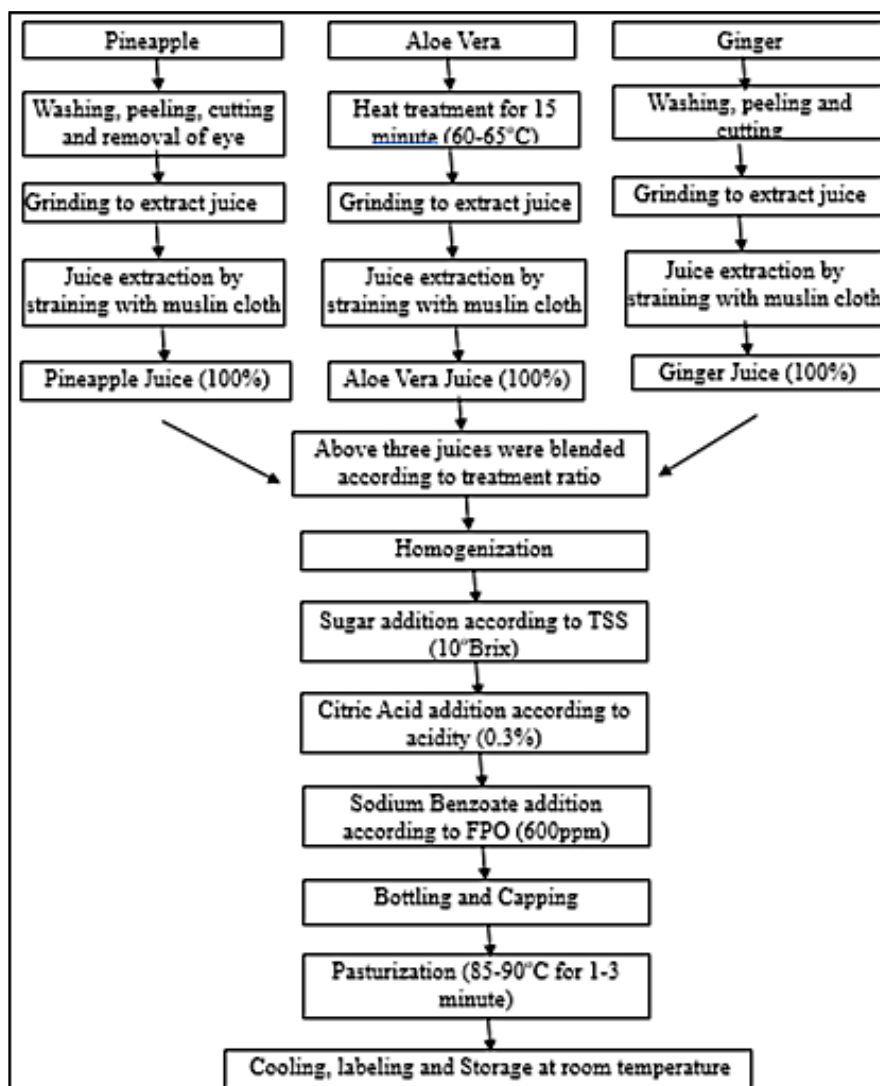 Pineapple
Washing, peeling, cutting
and removal of eye
Grinding to extract juice
Juice extraction by
straining with muslin cloth
Pineapple Juice (100%)
Aloe Vera
Heat treatment for 15
minute (60-65°C)
Grinding to extract juice
Juice extraction by
straining with muslin cloth
Aloe Vera Juice (100%)
Ginger
Washing, peeling and
cutting
Grinding to extract juice
Juice extraction by
straining with muslin cloth
Ginger Juice (100%)
Above three juices were blended
according to treatment ratio
Homogenization
Sugar addition according to TSS
(10°Brix)
Citric Acid addition according to
acidity (0.3%)
Sodium Benzoate addition
according to FPO (600ppm)
Bottling and Capping
Pasturization (85-90°C for 1-3
minute)
Cooling, labeling and Storage at room temperature